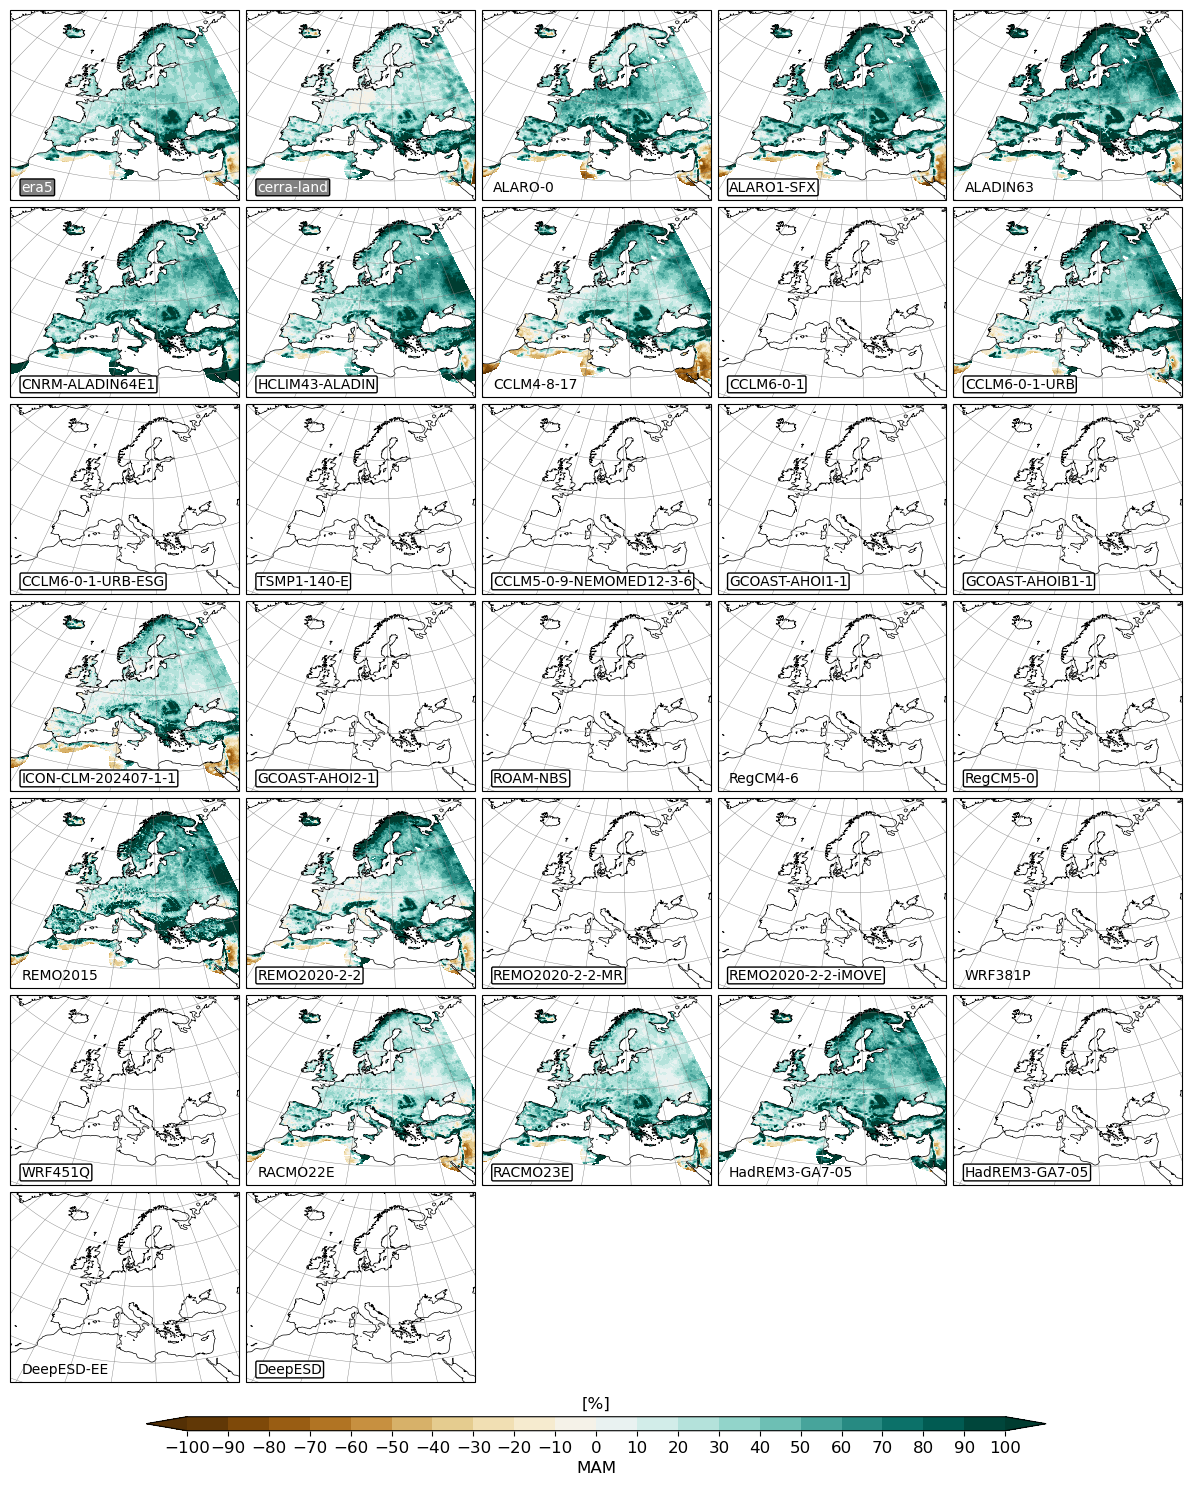 era5
cerra-land
ALARO-0
ALARO1-SFX
ALADIN63
CNRM-ALADIN64E1
HCLIM43-ALADIN
CCLM4-8-17
CCLM6-0-1
CCLM6-0-1-URB
CCLM6-0-1-URB-ESG
TSMP1-140-E
CCLM5-0-9-NEMOMED12-3-6
GCOAST-AHOI1-1
GCOAST-AHOIB1-1
ICON-CLM-202407-1-1
GCOAST-AHOI2-1
ROAM-NBS
RegCM4-6
RegCM5-0
REMO2015
REMO2020-2-2
REMO2020-2-2-MR
REMO2020-2-2-iMOVE
WRF381P
WRF451Q
RACMO22E
RACMO23E
HadREM3-GA7-05
HadREM3-GA7-05
DeepESD-EE
DeepESD
[%]
−100 −90 −80 −70 −60 −50 −40 −30 −20 −10 0 10 20 30 40 50 60 70 80 90 100
MAM